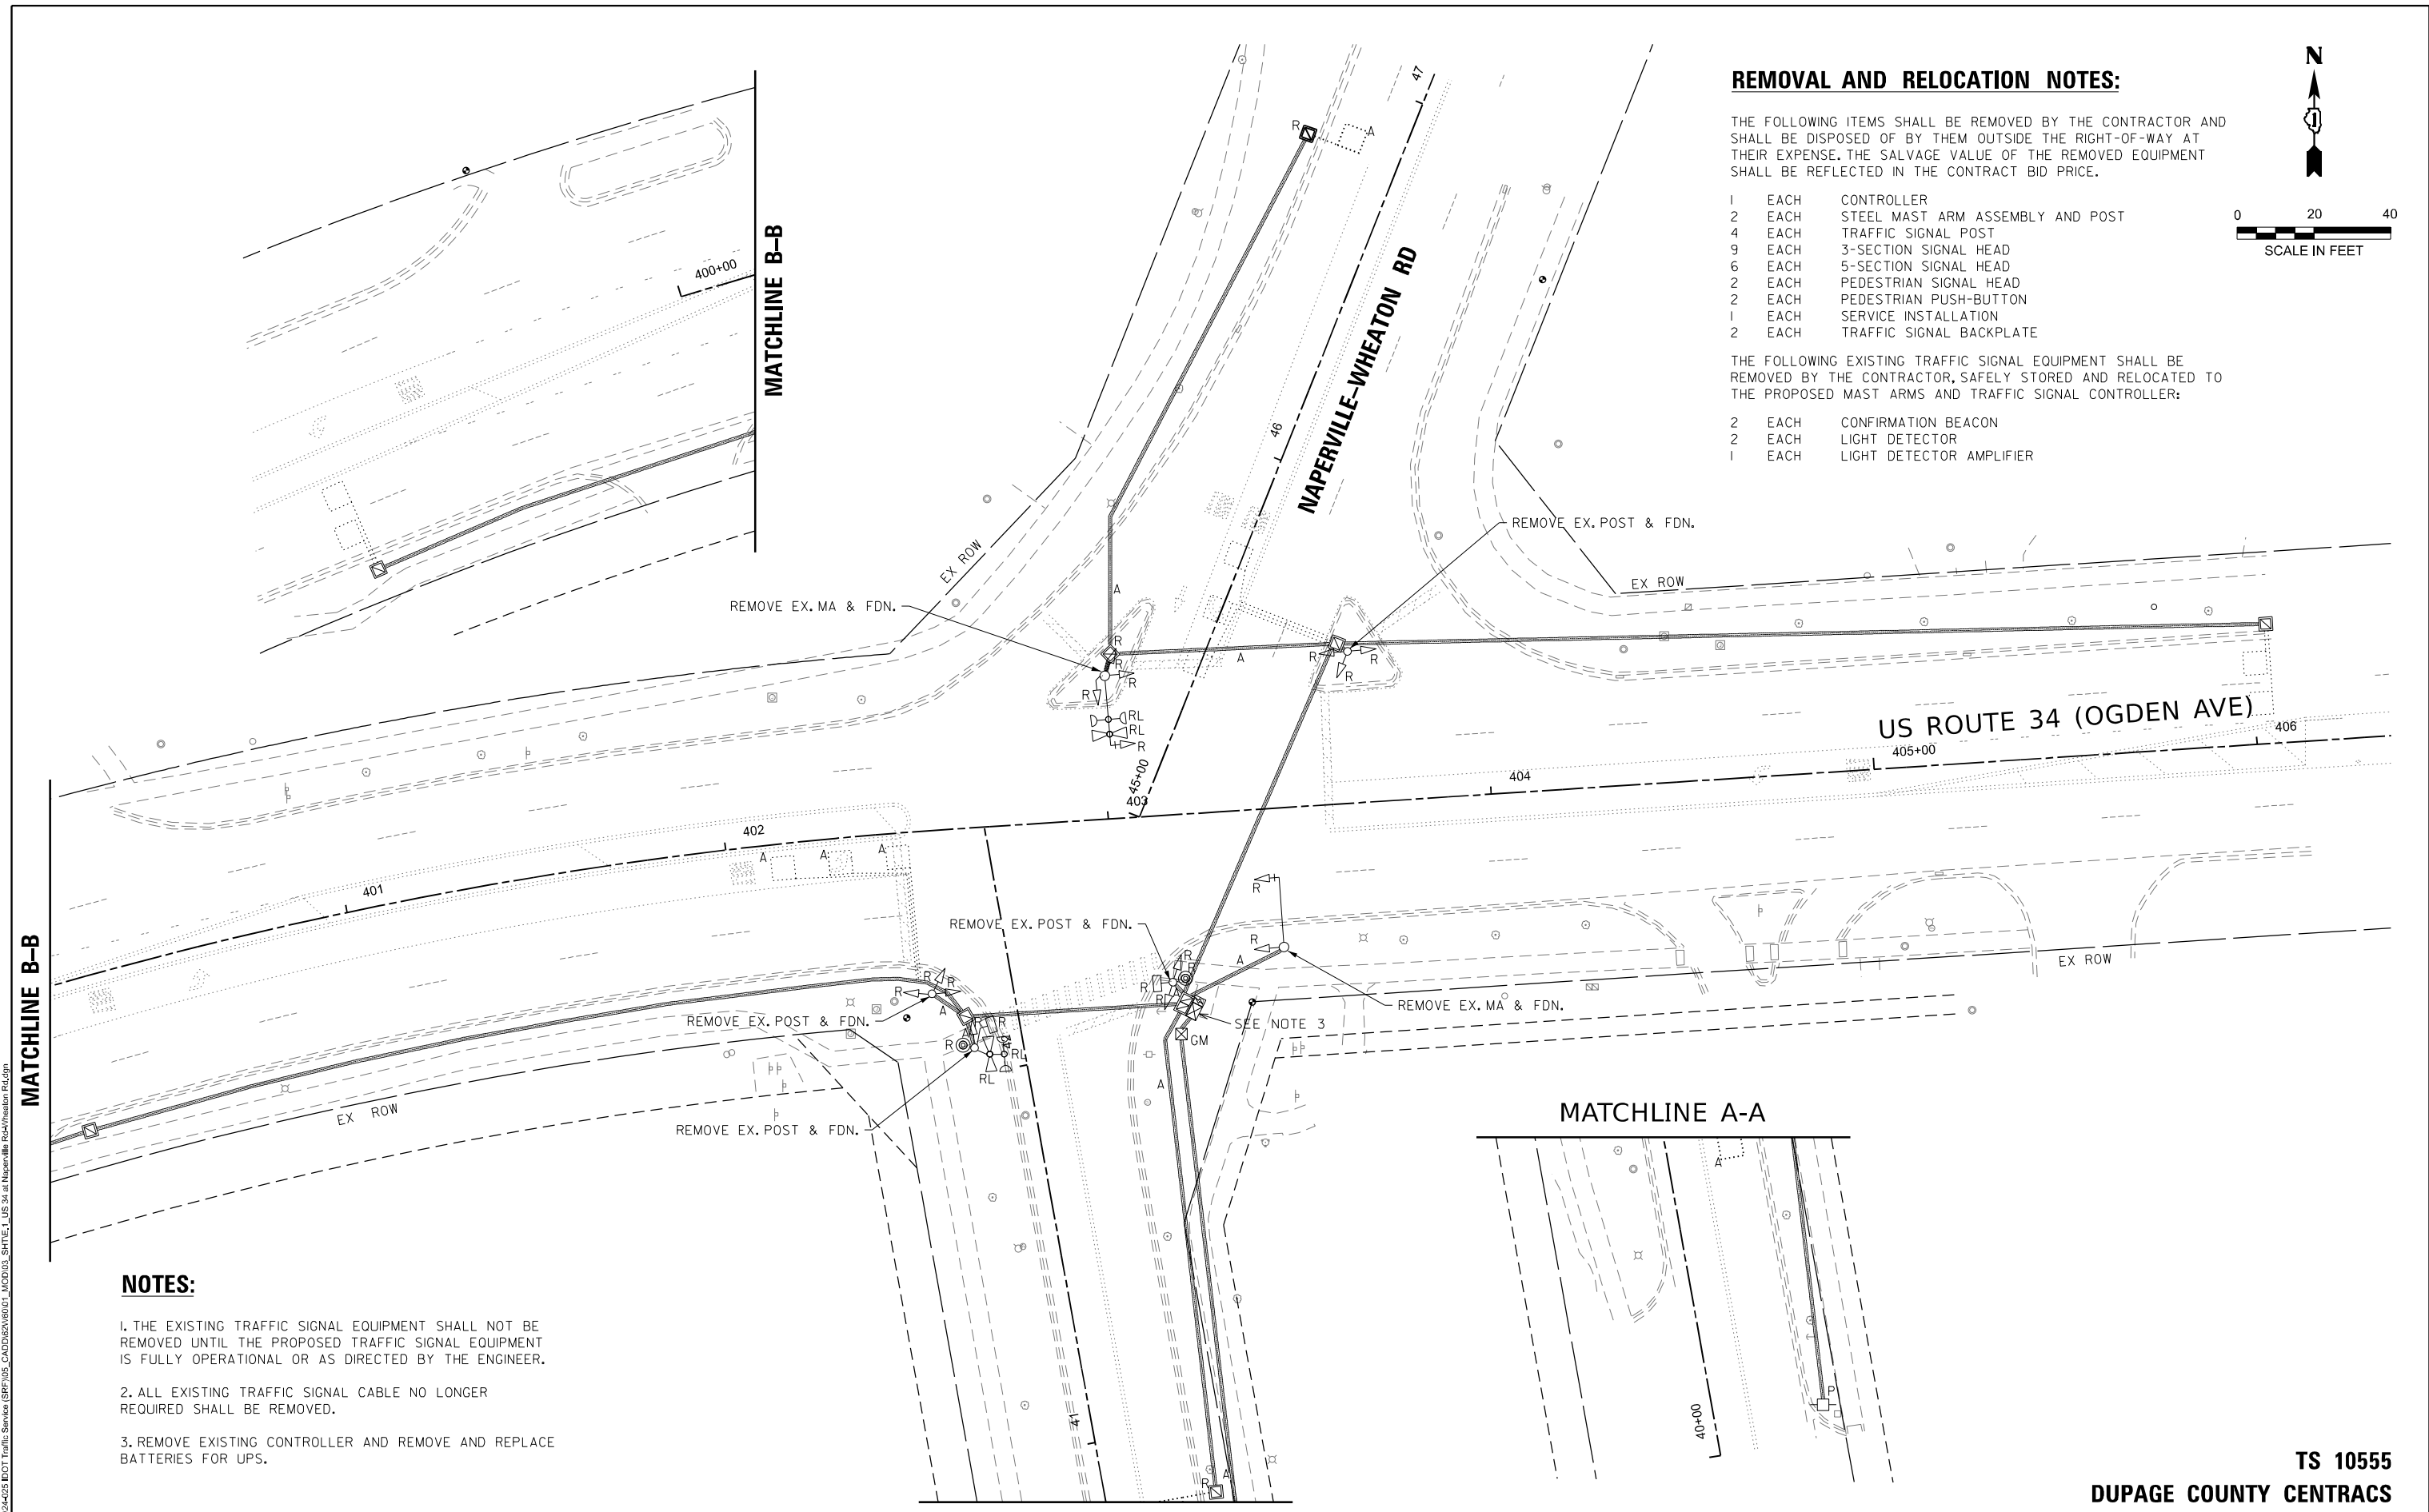 REMOVAL AND RELOCATION NOTES:
THE FOLLOWING ITEMS SHALL BE REMOVED BY THE CONTRACTOR AND
SHALL BE DISPOSED OF BY THEM OUTSIDE THE RIGHT-OF-WAY AT
THEIR EXPENSE. THE SALVAGE VALUE OF THE REMOVED EQUIPMENT
SHALL BE REFLECTED IN THE CONTRACT BID PRICE.
1 EACH CONTROLLER
2 EACH STEEL MAST ARM ASSEMBLY AND POST
4 EACH TRAFFIC SIGNAL POST
9 EACH 3-SECTION SIGNAL HEAD
6 EACH 5-SECTION SIGNAL HEAD
2 EACH PEDESTRIAN SIGNAL HEAD
2 EACH PEDESTRIAN PUSH-BUTTON
1 EACH SERVICE INSTALLATION
2 EACH TRAFFIC SIGNAL BACKPLATE
THE FOLLOWING EXISTING TRAFFIC SIGNAL EQUIPMENT SHALL BE
REMOVED BY THE CONTRACTOR, SAFELY STORED AND RELOCATED TO
THE PROPOSED MAST ARMS AND TRAFFIC SIGNAL CONTROLLER:
2 EACH CONFIRMATION BEACON
2 EACH LIGHT DETECTOR
1 EACH LIGHT DETECTOR AMPLIFIER
N
1
0 20 40
SCALE IN FEET
MATCHLINE B-B
400+00
47
R
A
46
NAPERVILLE-WHEATON RD
REMOVE EX. POST & FDN.
EX ROW
EX ROW
REMOVE EX. MA & FDN.
A
R
R
A
R
R
R
R
R
RL
RL
R
US ROUTE 34 (OGDEN AVE)
406
405+00
404
45+00
403
402
401
A
A
A
MATCHLINE B-B
R
REMOVE EX. POST & FDN.
R
A
R
R
R
R
EX ROW
REMOVE EX. MA & FDN.
R
R
R
A
REMOVE EX. POST & FDN.
SEE NOTE 3
GM
R
R
RL
RL
42
A
EX ROW
REMOVE EX. POST & FDN.
MATCHLINE A-A
A
P
40+00
41
R
A
NOTES:
1. THE EXISTING TRAFFIC SIGNAL EQUIPMENT SHALL NOT BE
REMOVED UNTIL THE PROPOSED TRAFFIC SIGNAL EQUIPMENT
IS FULLY OPERATIONAL OR AS DIRECTED BY THE ENGINEER.
2. ALL EXISTING TRAFFIC SIGNAL CABLE NO LONGER
REQUIRED SHALL BE REMOVED.
3. REMOVE EXISTING CONTROLLER AND REMOVE AND REPLACE
BATTERIES FOR UPS.
TS 10555
DUPAGE COUNTY CENTRACS